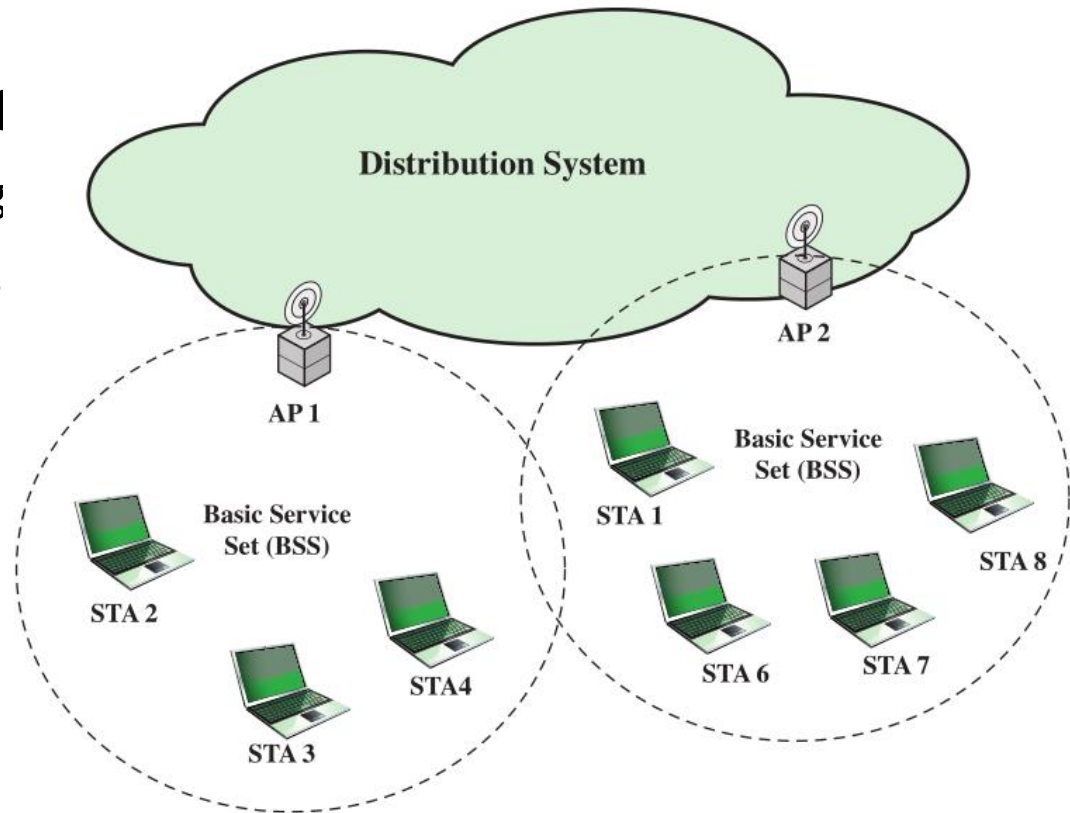 Distribution System
AP 2
AP 1
Basic Service
Set (BSS)
STA 1
STA 8
Basic Service
Set (BSS)
STA 2
STA 6
STA 7
STA4
STA 3